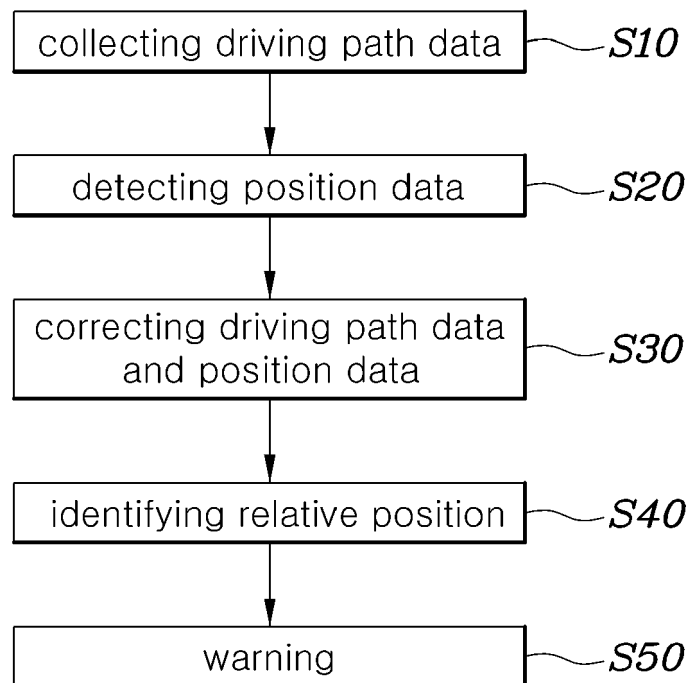 collecting driving path data S10
detecting position data S20
correcting driving path data
and position data S30
identifying relative position S40
warning S50